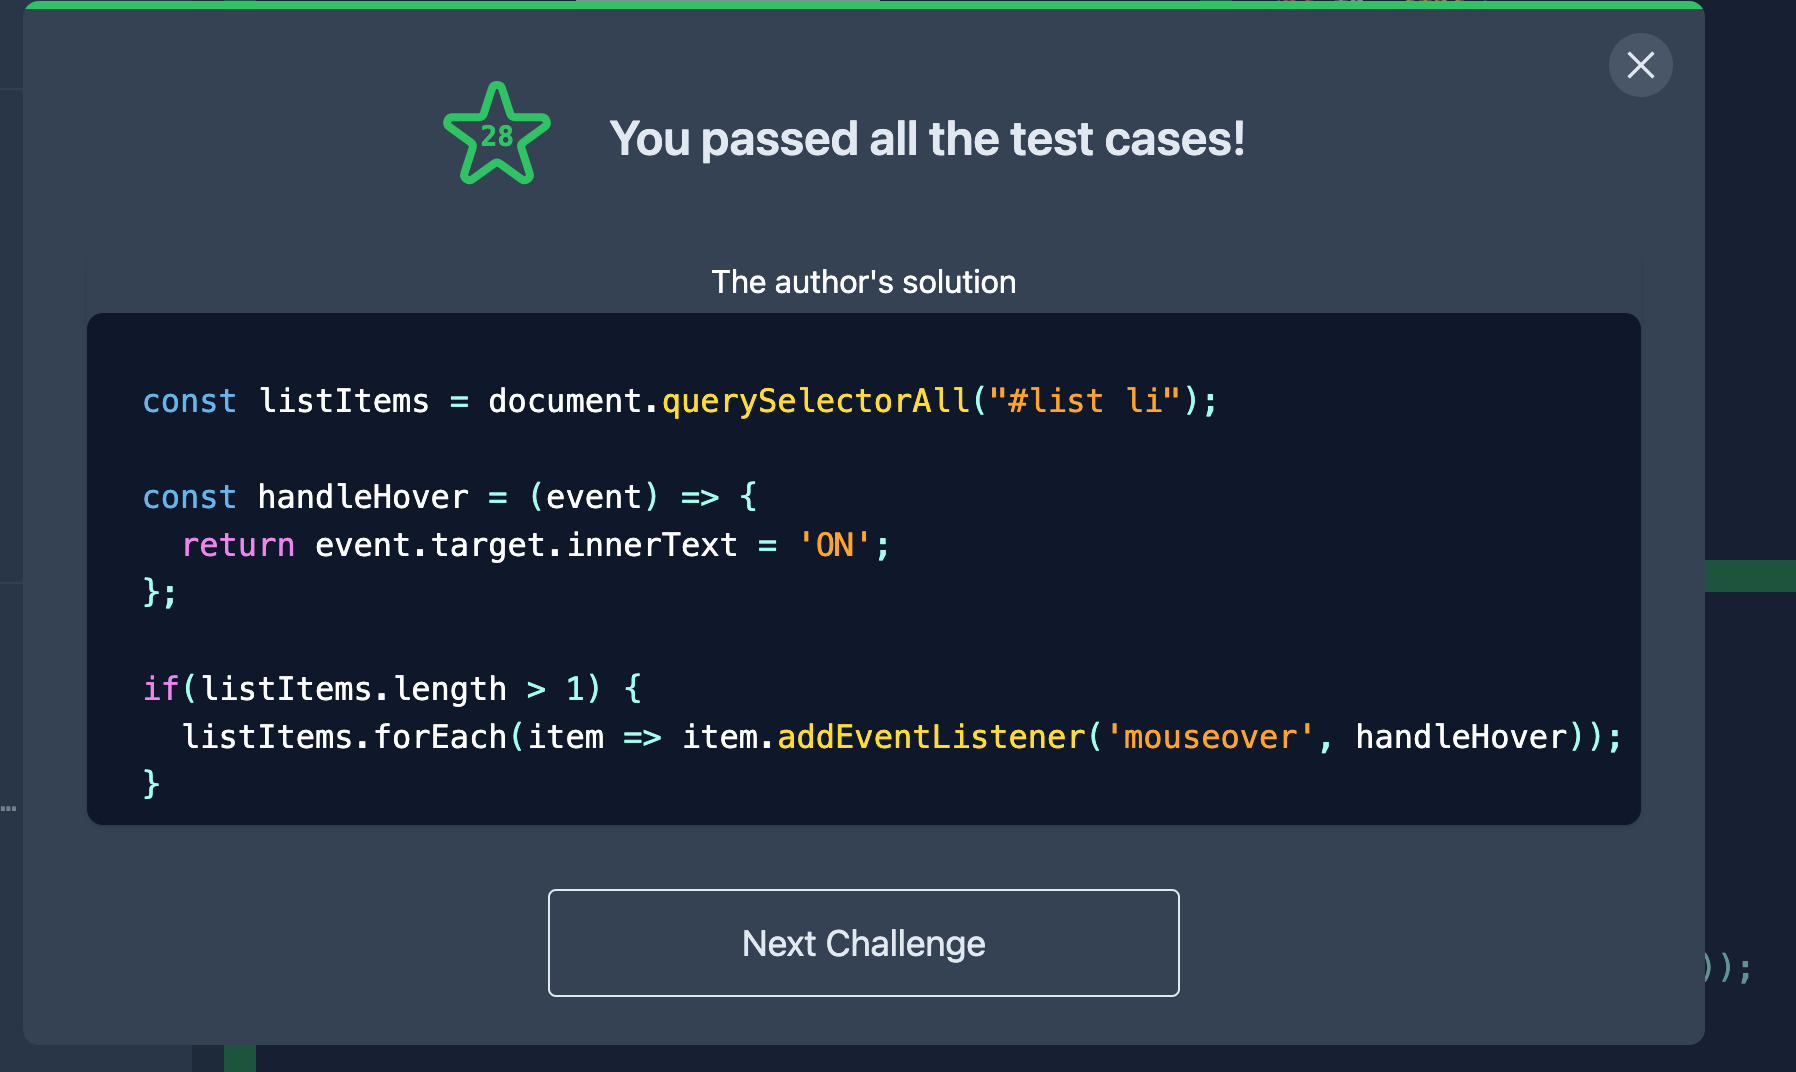 28
You passed all the test cases!
The author's solution
const listItems = document.querySelectorAll("#list li");
const handleHover = (event) => {
  return event.target.innerText = 'ON';
};
if(listItems.length > 1) {
  listItems.forEach(item => item.addEventListener('mouseover', handleHover));
}
Next Challenge
));